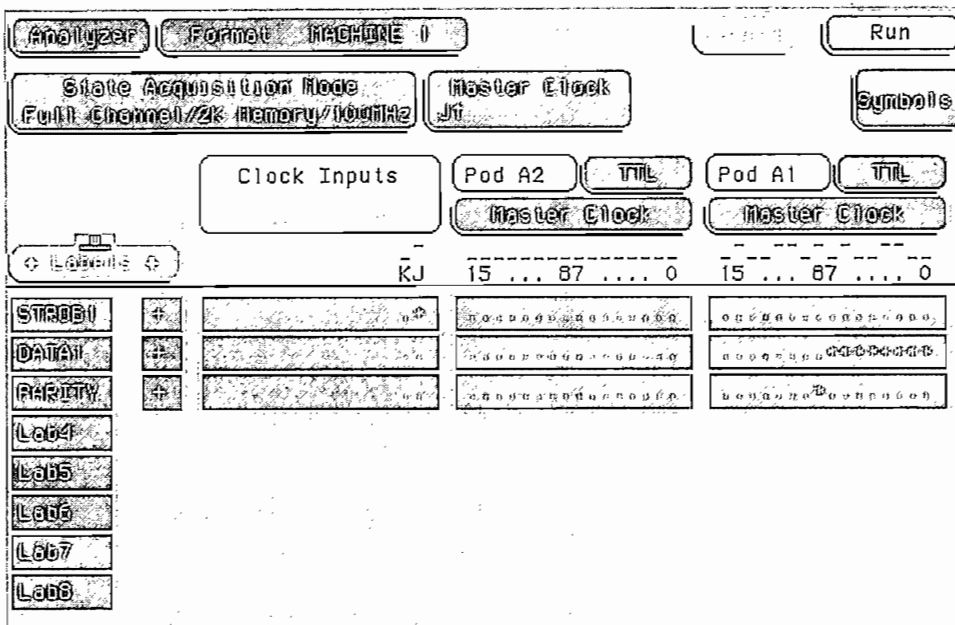 Analyzer Format MACHINE 1 Run
State Acquisition Mode
Full Channel/2K Memory/100MHz
Master Clock
J↑
Symbols
Clock Inputs Pod A2 TTL Pod A1 TTL
Master Clock Master Clock
Labels KJ 15 ... 87 .... 0 15 ... 87 .... 0
STROB1 +
DATA1 +
PARITY +
Lab4
Lab5
Lab6
Lab7
Lab8